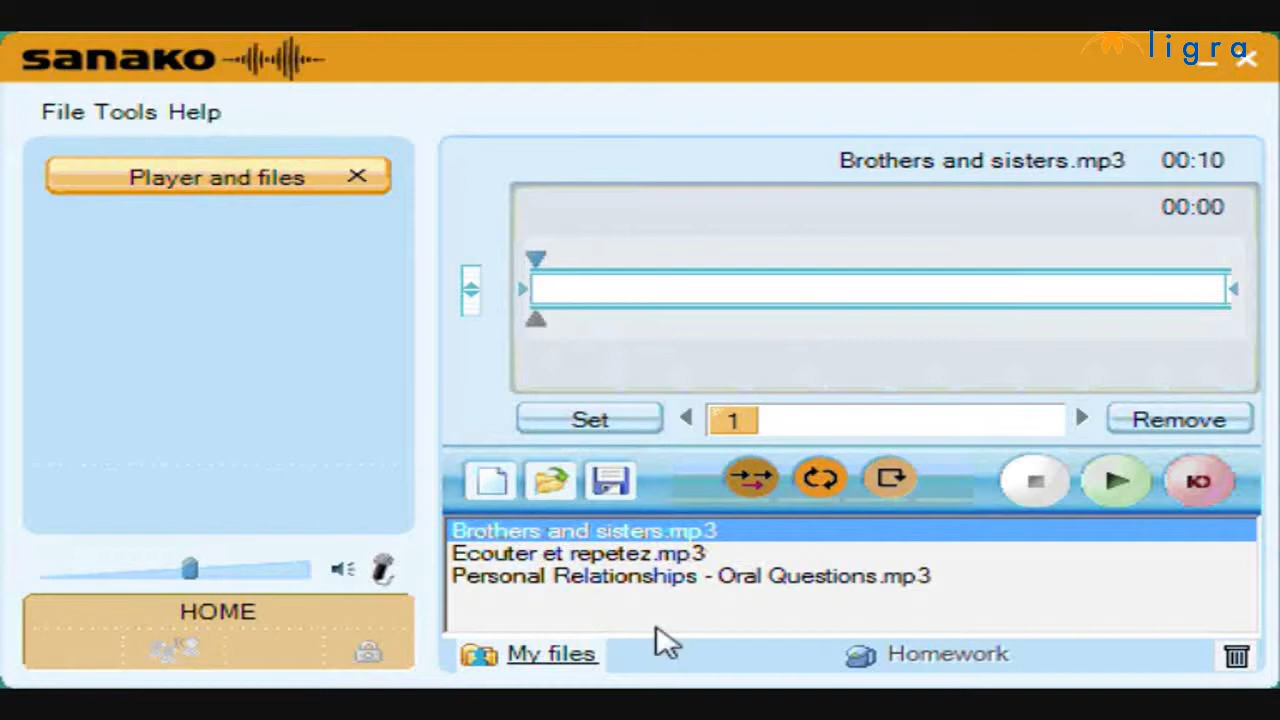 sanako
ligra
File Tools Help
Player and files
Brothers and sisters.mp3 00:10
00:00
Set 1 Remove
Brothers and sisters.mp3
Ecouter et repetez.mp3
Personal Relationships - Oral Questions.mp3
HOME
My files Homework